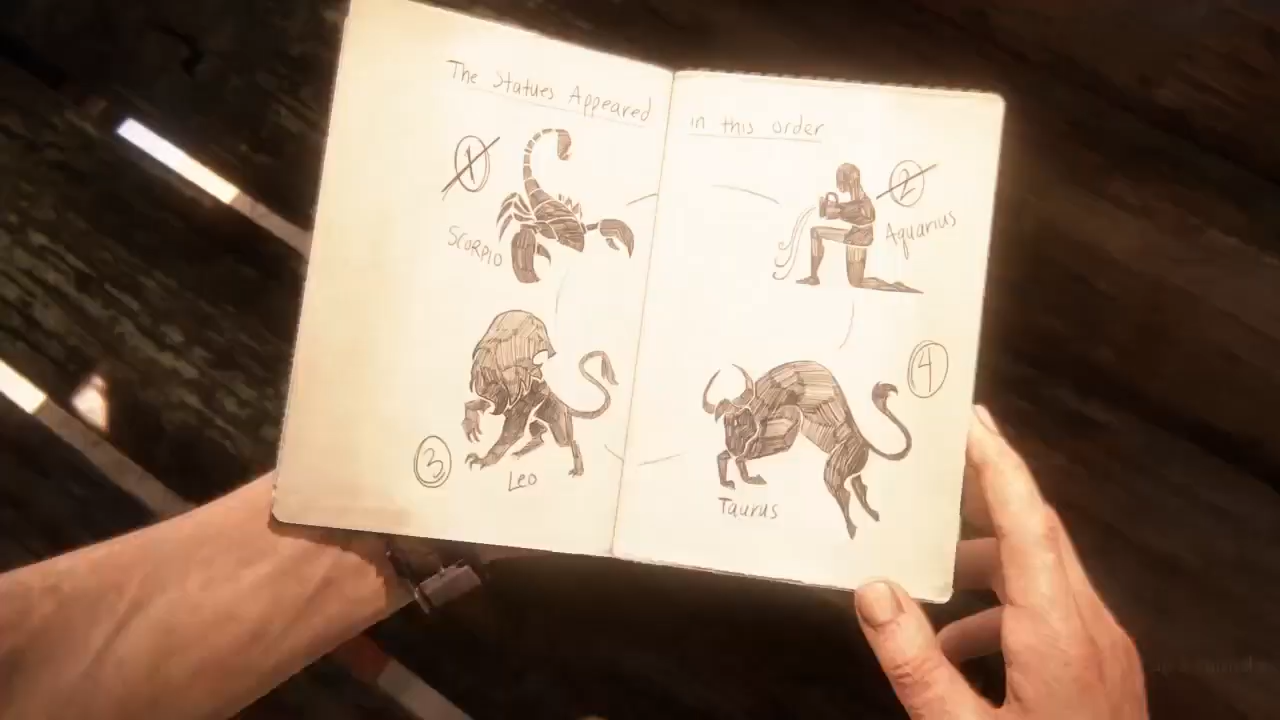 The Statues Appeared in this order
1
SCORPIO
2
Aquarius
3
Leo
4
Taurus